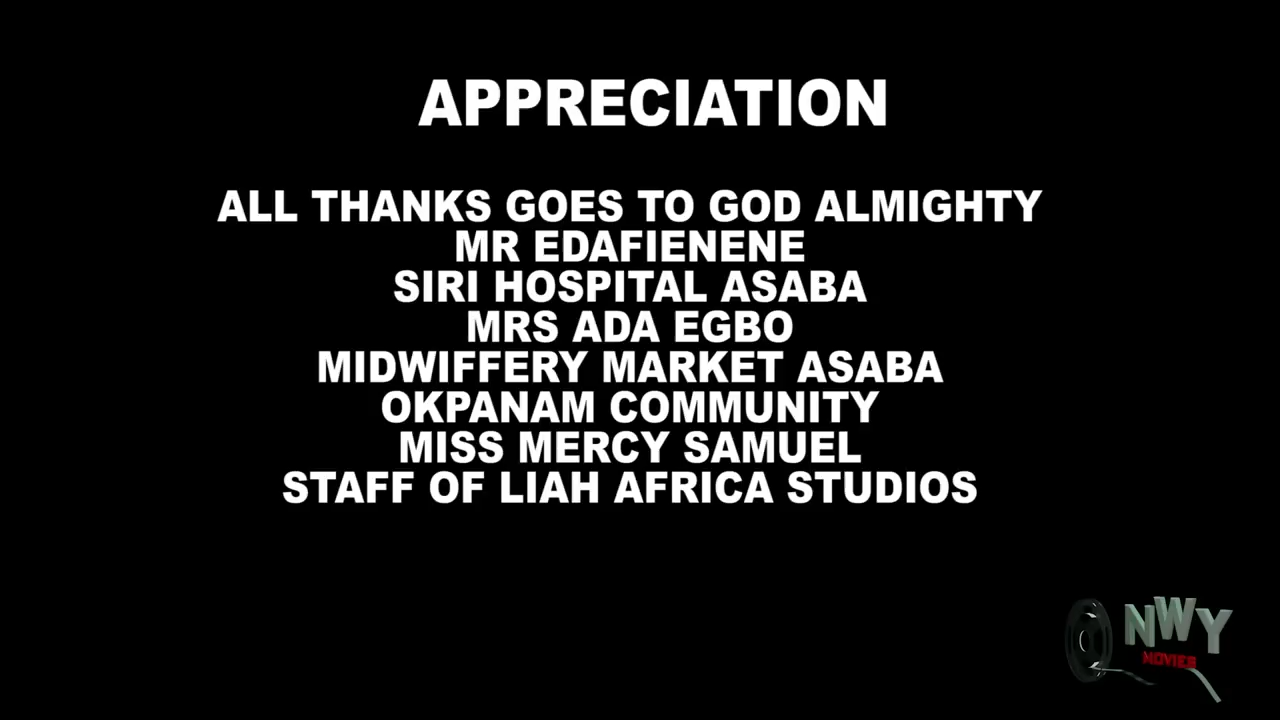 APPRECIATION
ALL THANKS GOES TO GOD ALMIGHTY
MR EDAFIENENE
SIRI HOSPITAL ASABA
MRS ADA EGBO
MIDWIFFERY MARKET ASABA
OKPANAM COMMUNITY
MISS MERCY SAMUEL
STAFF OF LIAH AFRICA STUDIOS
NWY
MOVIES